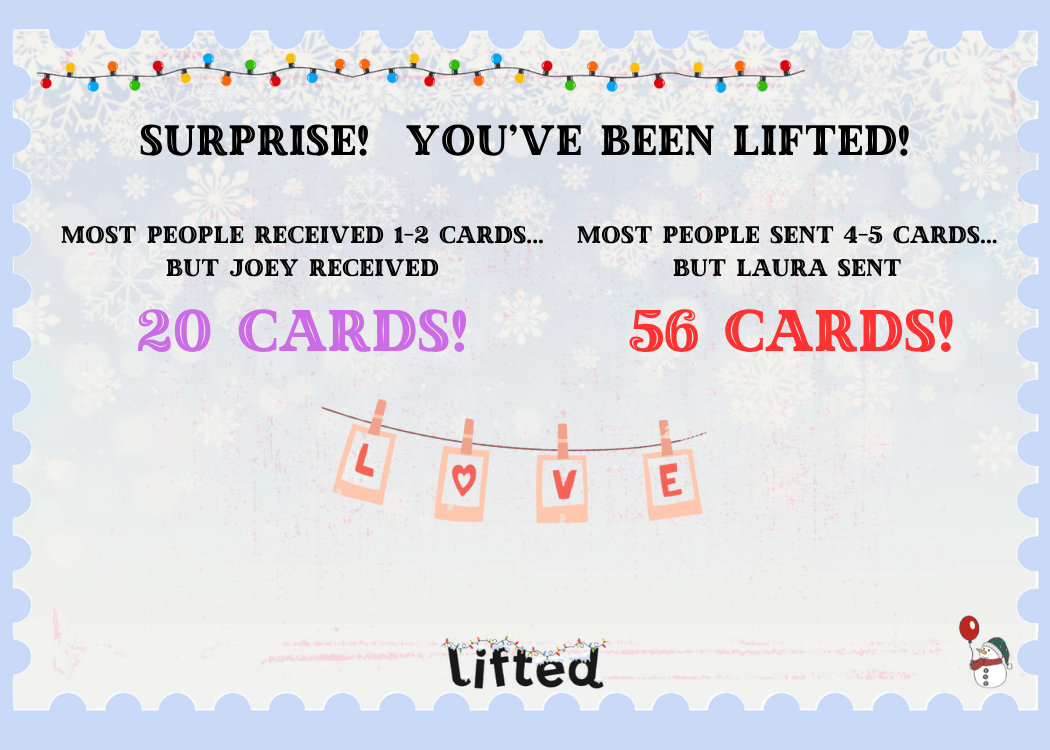 SURPRISE! YOU'VE BEEN LIFTED!
MOST PEOPLE RECEIVED 1-2 CARDS...
BUT JOEY RECEIVED
20 CARDS!
MOST PEOPLE SENT 4-5 CARDS...
BUT LAURA SENT
56 CARDS!
L♡VE
Lifted